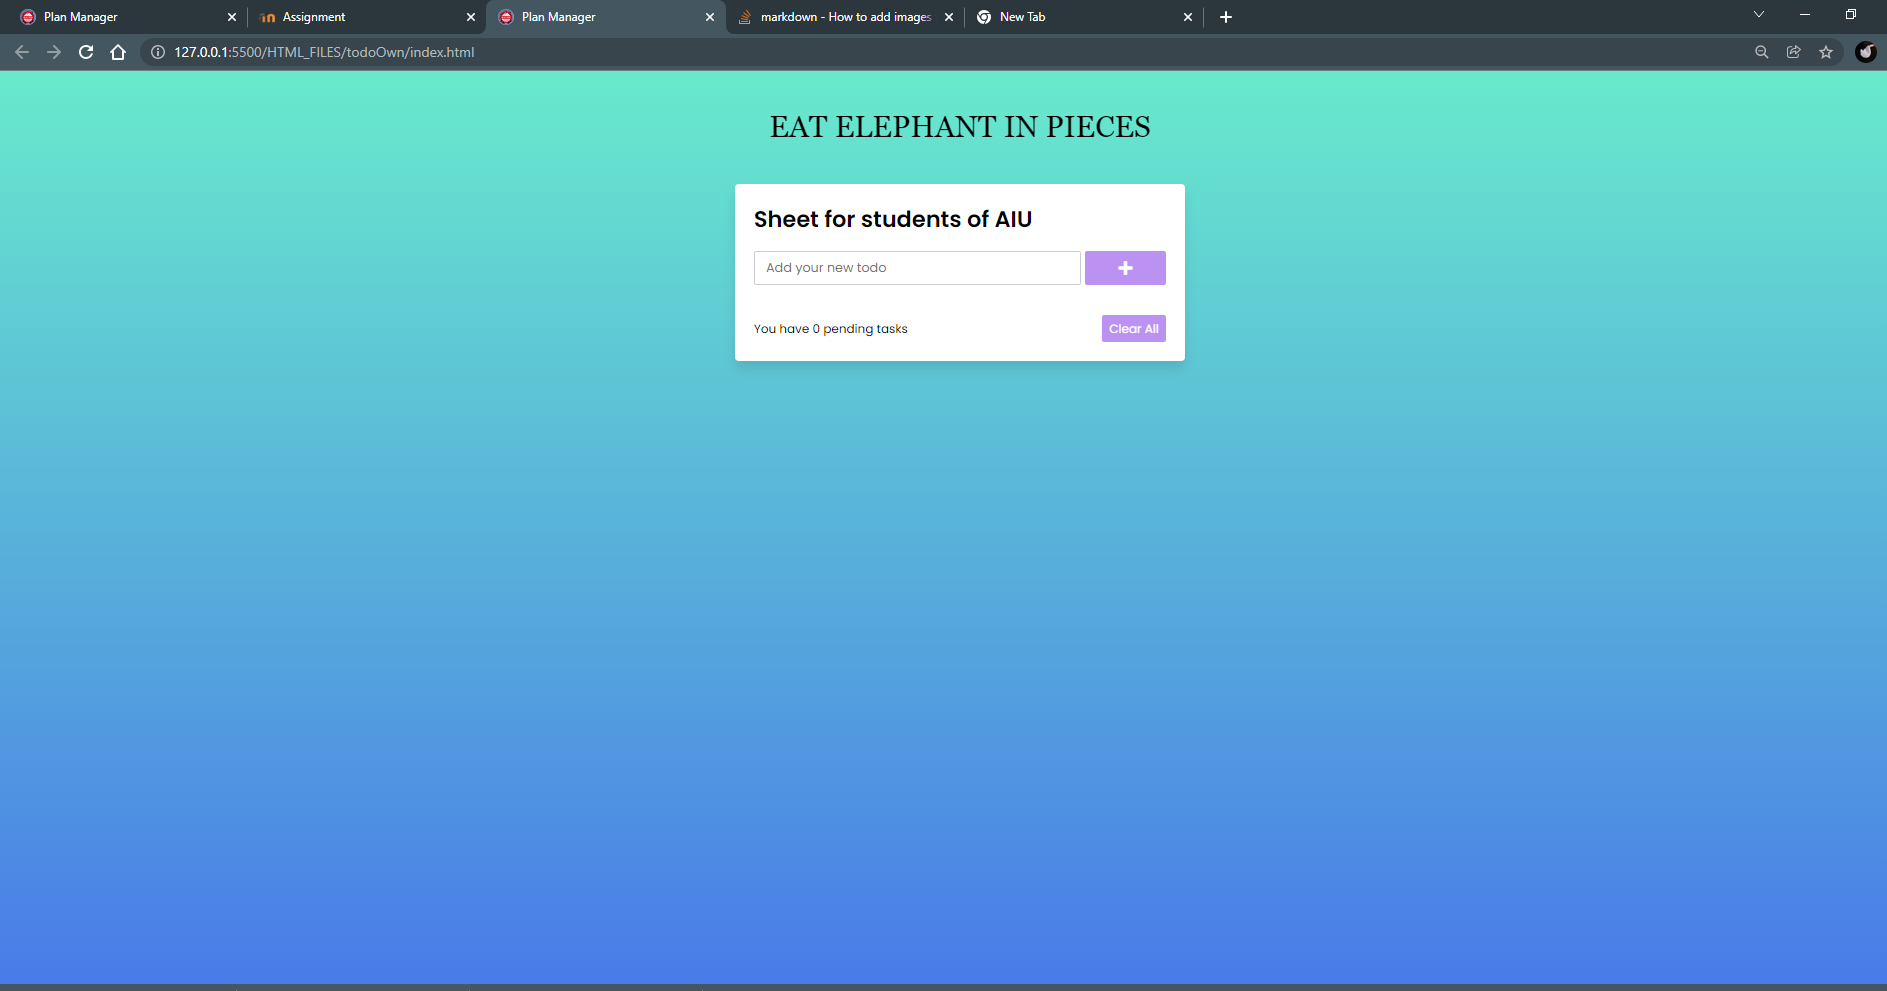 Plan Manager
Assignment
Plan Manager
markdown - How to add images
New Tab
127.0.0.1:5500/HTML_FILES/todoOwn/index.html
EAT ELEPHANT IN PIECES
Sheet for students of AIU
Add your new todo
You have 0 pending tasks
Clear All